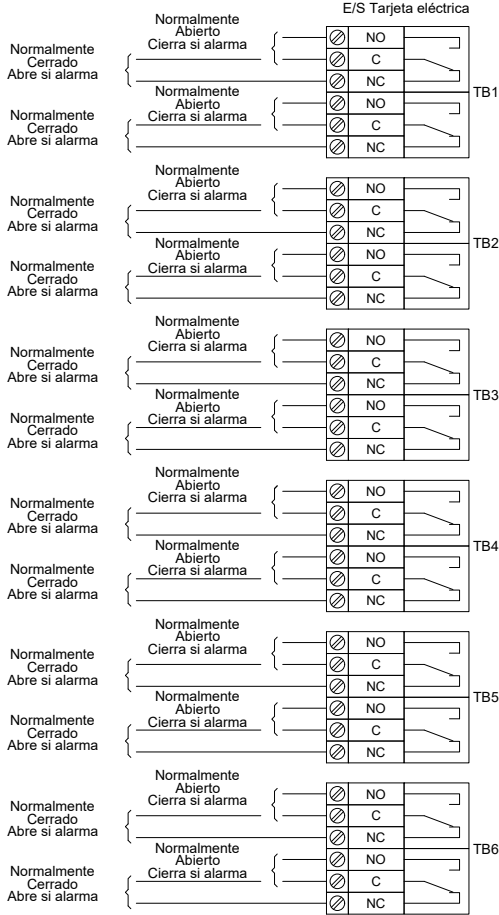 E/S Tarjeta eléctrica
Normalmente
Abierto
Cierra si alarma
Normalmente
Cerrado
Abre si alarma
NO
C
NC
Normalmente
Abierto
Cierra si alarma
Normalmente
Cerrado
Abre si alarma
NO
C
NC
TB1
Normalmente
Abierto
Cierra si alarma
Normalmente
Cerrado
Abre si alarma
NO
C
NC
Normalmente
Abierto
Cierra si alarma
Normalmente
Cerrado
Abre si alarma
NO
C
NC
TB2
Normalmente
Abierto
Cierra si alarma
Normalmente
Cerrado
Abre si alarma
NO
C
NC
Normalmente
Abierto
Cierra si alarma
Normalmente
Cerrado
Abre si alarma
NO
C
NC
TB3
Normalmente
Abierto
Cierra si alarma
Normalmente
Cerrado
Abre si alarma
NO
C
NC
Normalmente
Abierto
Cierra si alarma
Normalmente
Cerrado
Abre si alarma
NO
C
NC
TB4
Normalmente
Abierto
Cierra si alarma
Normalmente
Cerrado
Abre si alarma
NO
C
NC
Normalmente
Abierto
Cierra si alarma
Normalmente
Cerrado
Abre si alarma
NO
C
NC
TB5
Normalmente
Abierto
Cierra si alarma
Normalmente
Cerrado
Abre si alarma
NO
C
NC
Normalmente
Abierto
Cierra si alarma
Normalmente
Cerrado
Abre si alarma
NO
C
NC
TB6